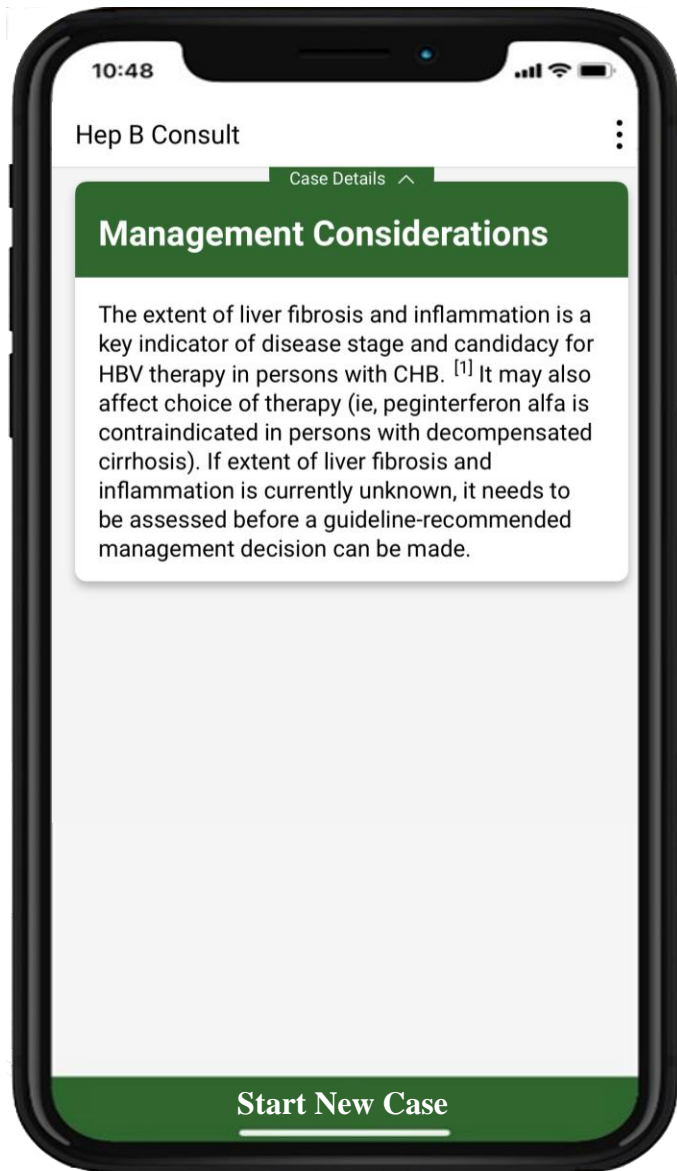 10:48
Hep B Consult
Case Details
Management Considerations
The extent of liver fibrosis and inflammation is a
key indicator of disease stage and candidacy for
HBV therapy in persons with CHB. [1] It may also
affect choice of therapy (ie, peginterferon alfa is
contraindicated in persons with decompensated
cirrhosis). If extent of liver fibrosis and
inflammation is currently unknown, it needs to
be assessed before a guideline-recommended
management decision can be made.
Start New Case